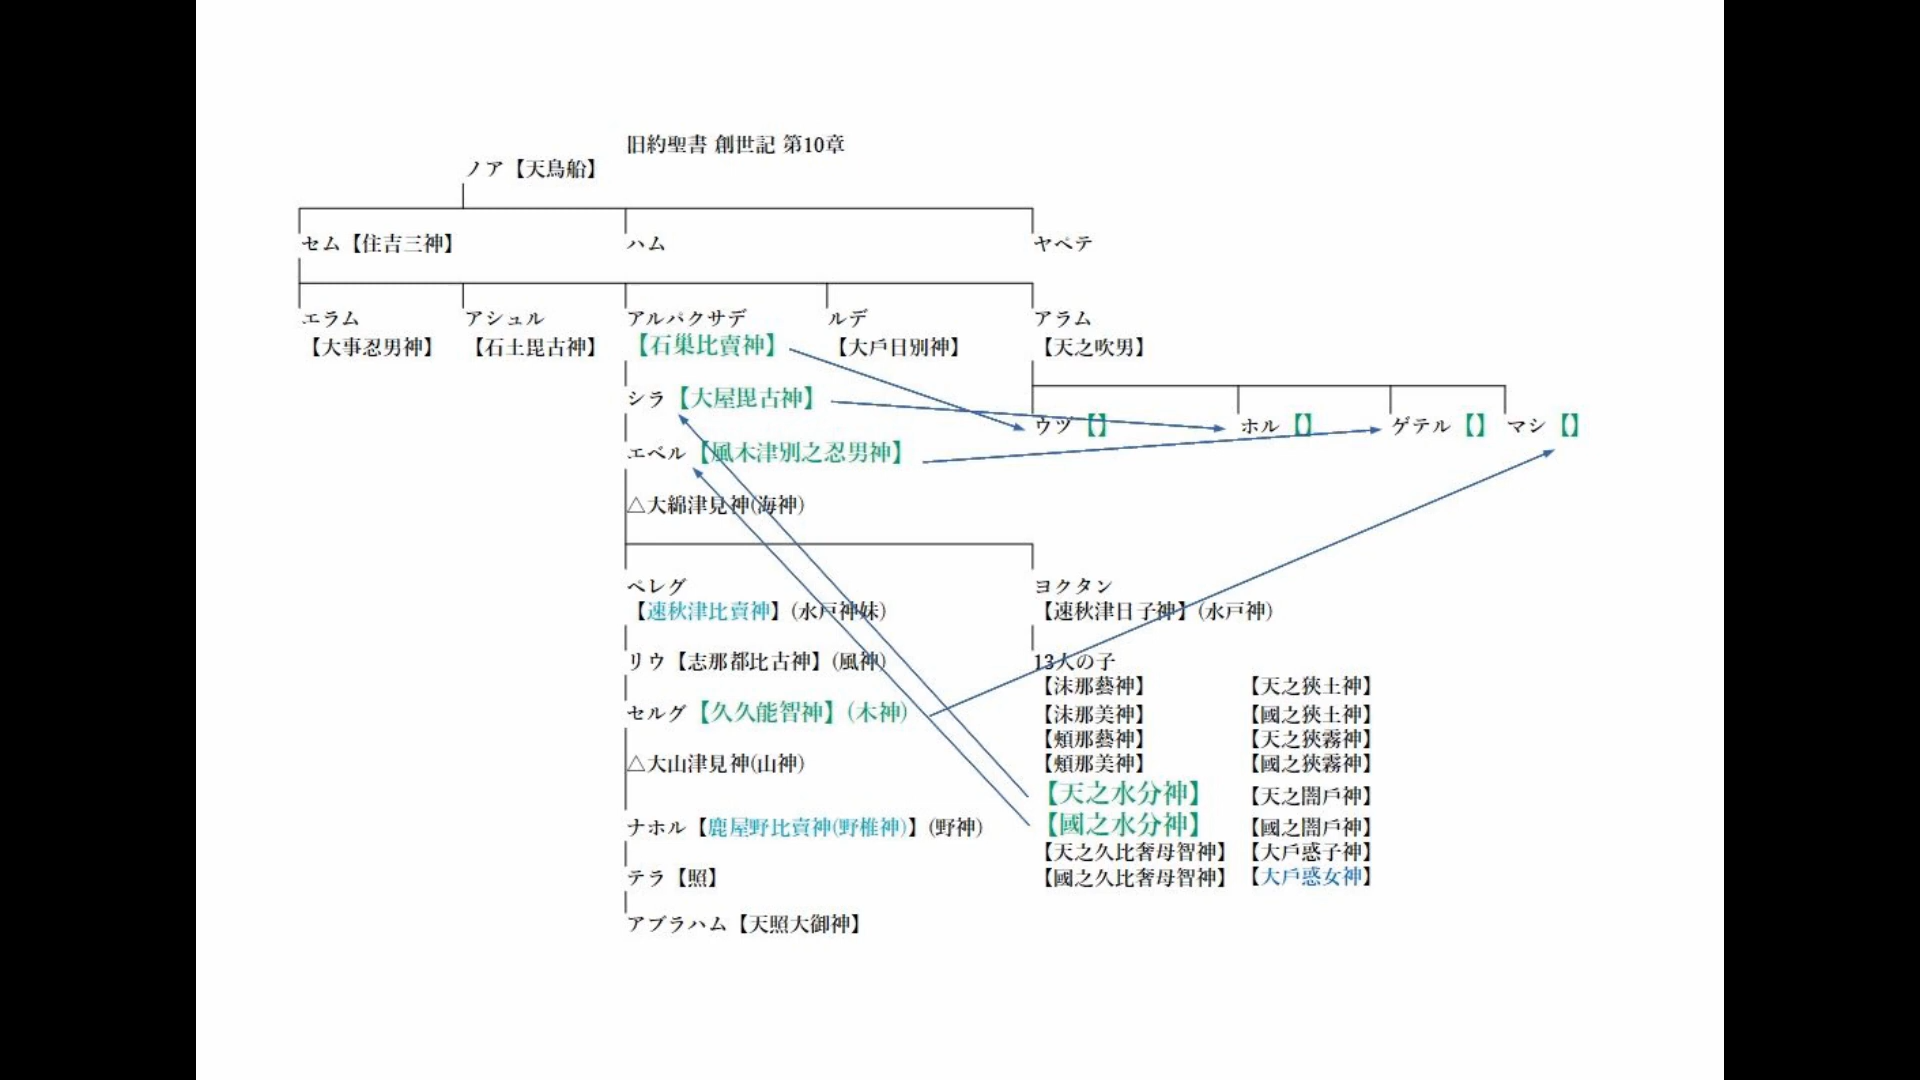 旧約聖書 創世記 第10章
ノア【天鳥船】
セム【住吉三神】 ハム ヤペテ
エラム アシュル アルパクサデ ルデ アラム
【大事忍男神】 【石土毘古神】 【石巣比賣神】 【大戶日別神】 【天之吹男】
シラ【大屋毘古神】
ウツ【】 ホル【】 ゲテル【】 マシ【】
エベル【風木津別之忍男神】
△大綿津見神(海神)
ペレグ ヨクタン
【速秋津比賣神】(水戸神妹) 【速秋津日子神】(水戸神)
リウ【志那都比古神】(風神) 13人の子
【沫那藝神】 【天之狹土神】
セルグ【久久能智神】(木神) 【沫那美神】 【國之狹土神】
【頬那藝神】 【天之狹霧神】
△大山津見神(山神) 【頬那美神】 【國之狹霧神】
【天之水分神】 【天之闇戶神】
ナホル【鹿屋野比賣神(野椎神)】(野神) 【國之水分神】 【國之闇戶神】
【天之久比奢母智神】 【大戶惑子神】
テラ【照】 【國之久比奢母智神】 【大戶惑女神】
アブラハム【天照大御神】